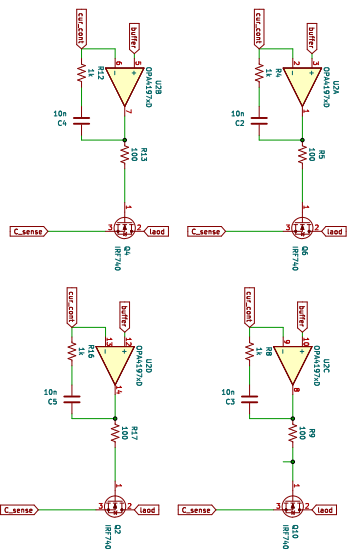 cur_cont
buffer
6
5
R12
1k
U2B
OPA4197xD
7
10n
C4
R13
100
1
C_sense
3
2
laod
Q4
IRF740
cur_cont
buffer
2
3
R4
1k
U2A
OPA4197xD
1
10n
C2
R5
100
1
C_sense
3
2
laod
Q6
IRF740
cur_cont
buffer
13
12
R16
1k
U2D
OPA4197xD
14
10n
C5
R17
100
1
C_sense
3
2
laod
Q2
IRF740
cur_cont
buffer
9
10
R8
1k
U2C
OPA4197xD
8
10n
C3
R9
100
1
C_sense
3
2
laod
Q10
IRF740